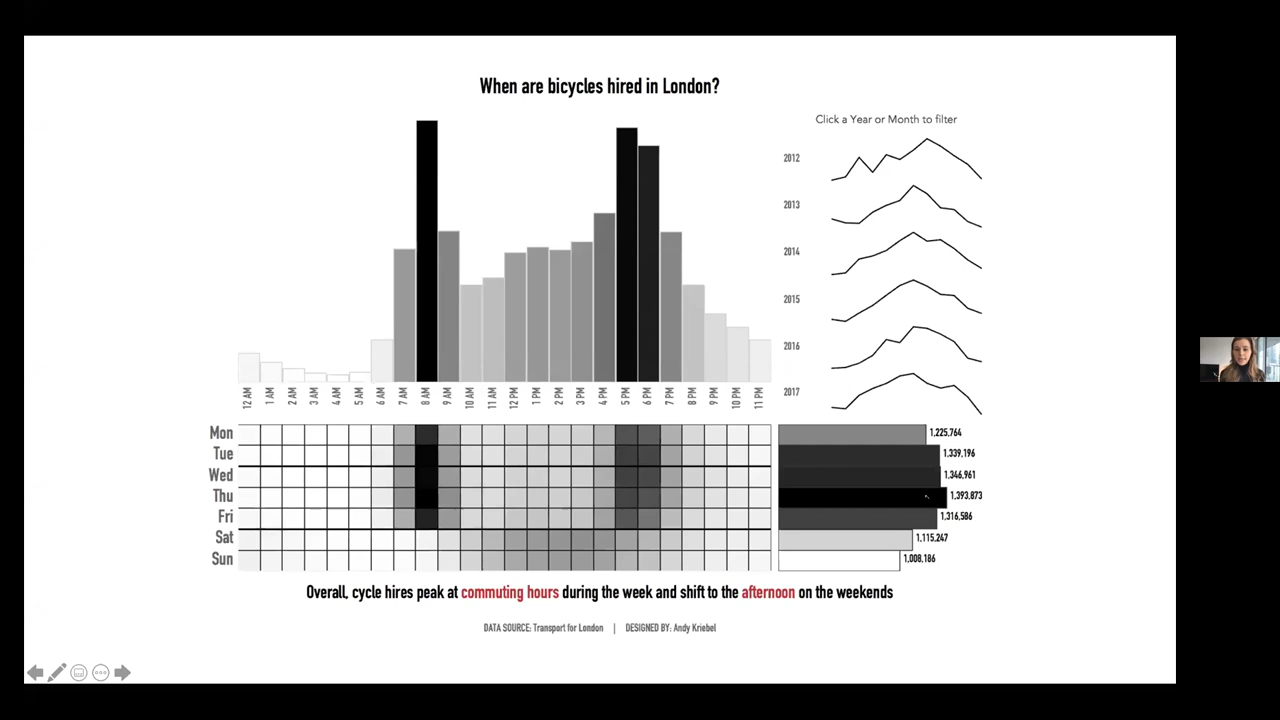 When are bicycles hired in London?
Click a Year or Month to filter
2012
2013
2014
2015
2016
2017
12 AM
1 AM
2 AM
3 AM
4 AM
5 AM
6 AM
7 AM
8 AM
9 AM
10 AM
11 AM
12 PM
1 PM
2 PM
3 PM
4 PM
5 PM
6 PM
7 PM
8 PM
9 PM
10 PM
11 PM
Mon 1,225,764
Tue 1,339,196
Wed 1,346,961
Thu 1,393,873
Fri 1,316,586
Sat 1,115,247
Sun 1,008,186
Overall, cycle hires peak at commuting hours during the week and shift to the afternoon on the weekends
DATA SOURCE: Transport for London | DESIGNED BY: Andy Kriebel